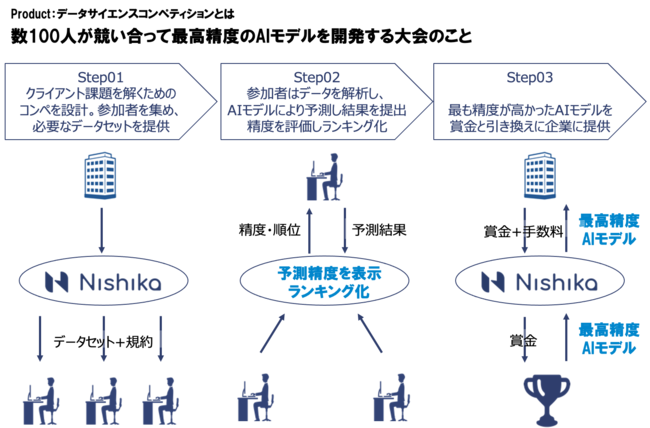 Product：データサイエンスコンペティションとは
数100人が競い合って最高精度のAIモデルを開発する大会のこと
Step01
クライアント課題を解くための
コンペを設計。参加者を集め、
必要なデータセットを提供
Step02
参加者はデータを解析し、
AIモデルにより予測し結果を提出
精度を評価しランキング化
Step03
最も精度が高かったAIモデルを
賞金と引き換えに企業に提供
Nishika
データセット＋規約
精度・順位
予測結果
予測精度を表示
ランキング化
賞金＋手数料
最高精度
AIモデル
Nishika
賞金
最高精度
AIモデル